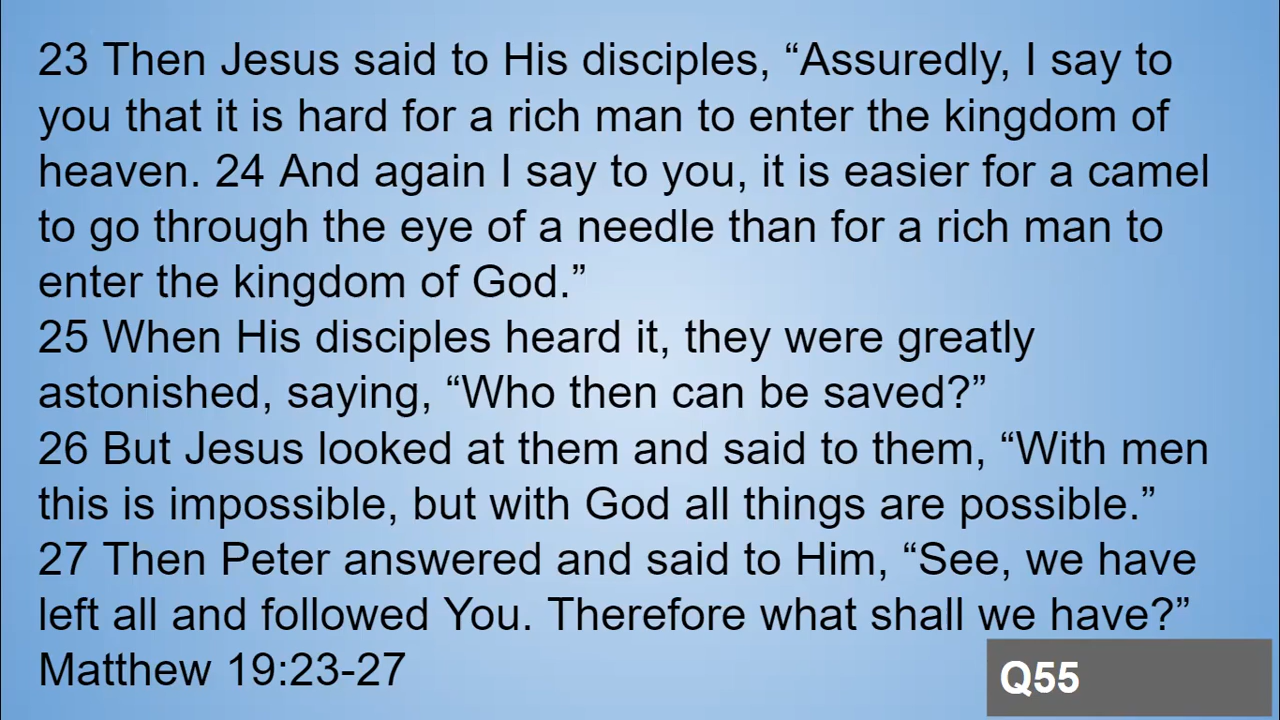 23 Then Jesus said to His disciples, “Assuredly, I say to
you that it is hard for a rich man to enter the kingdom of
heaven. 24 And again I say to you, it is easier for a camel
to go through the eye of a needle than for a rich man to
enter the kingdom of God.”
25 When His disciples heard it, they were greatly
astonished, saying, “Who then can be saved?”
26 But Jesus looked at them and said to them, “With men
this is impossible, but with God all things are possible.”
27 Then Peter answered and said to Him, “See, we have
left all and followed You. Therefore what shall we have?”
Matthew 19:23-27
Q55